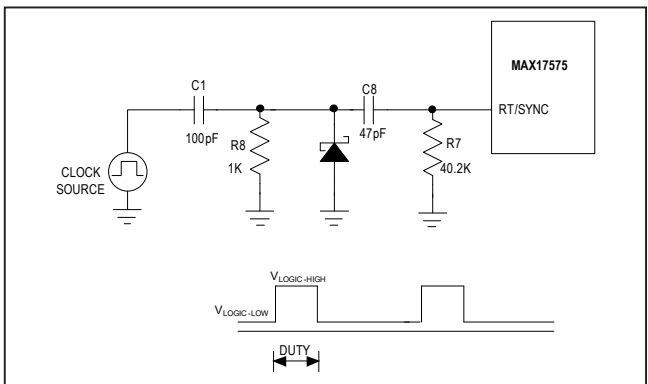 MAX17575
C1
100pF
R8
1K
C8
47pF
RT/SYNC
R7
40.2K
CLOCK
SOURCE
VLOGIC-HIGH
VLOGIC-LOW
DUTY